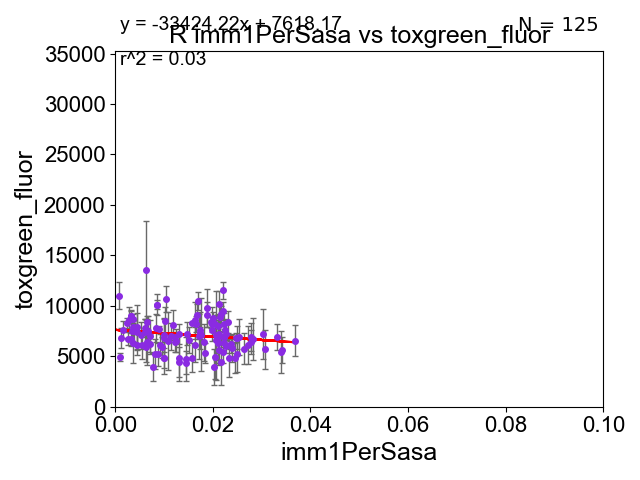 y = -33424.22x + 7618.17
N = 125
R imm1PerSasa vs toxgreen_fluor
r^2 = 0.03
35000
30000
25000
20000
15000
10000
5000
0
toxgreen_fluor
0.00 0.02 0.04 0.06 0.08 0.10
imm1PerSasa